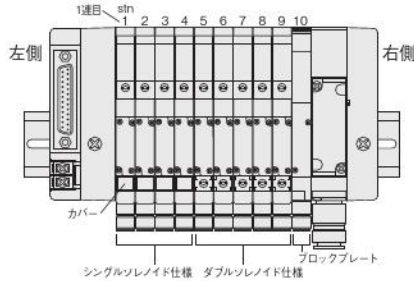 1連目 stn
1 2 3 4 5 6 7 8 9 10
左側
右側
カバー
ブロックプレート
シングルソレノイド仕様 ダブルソレノイド仕様